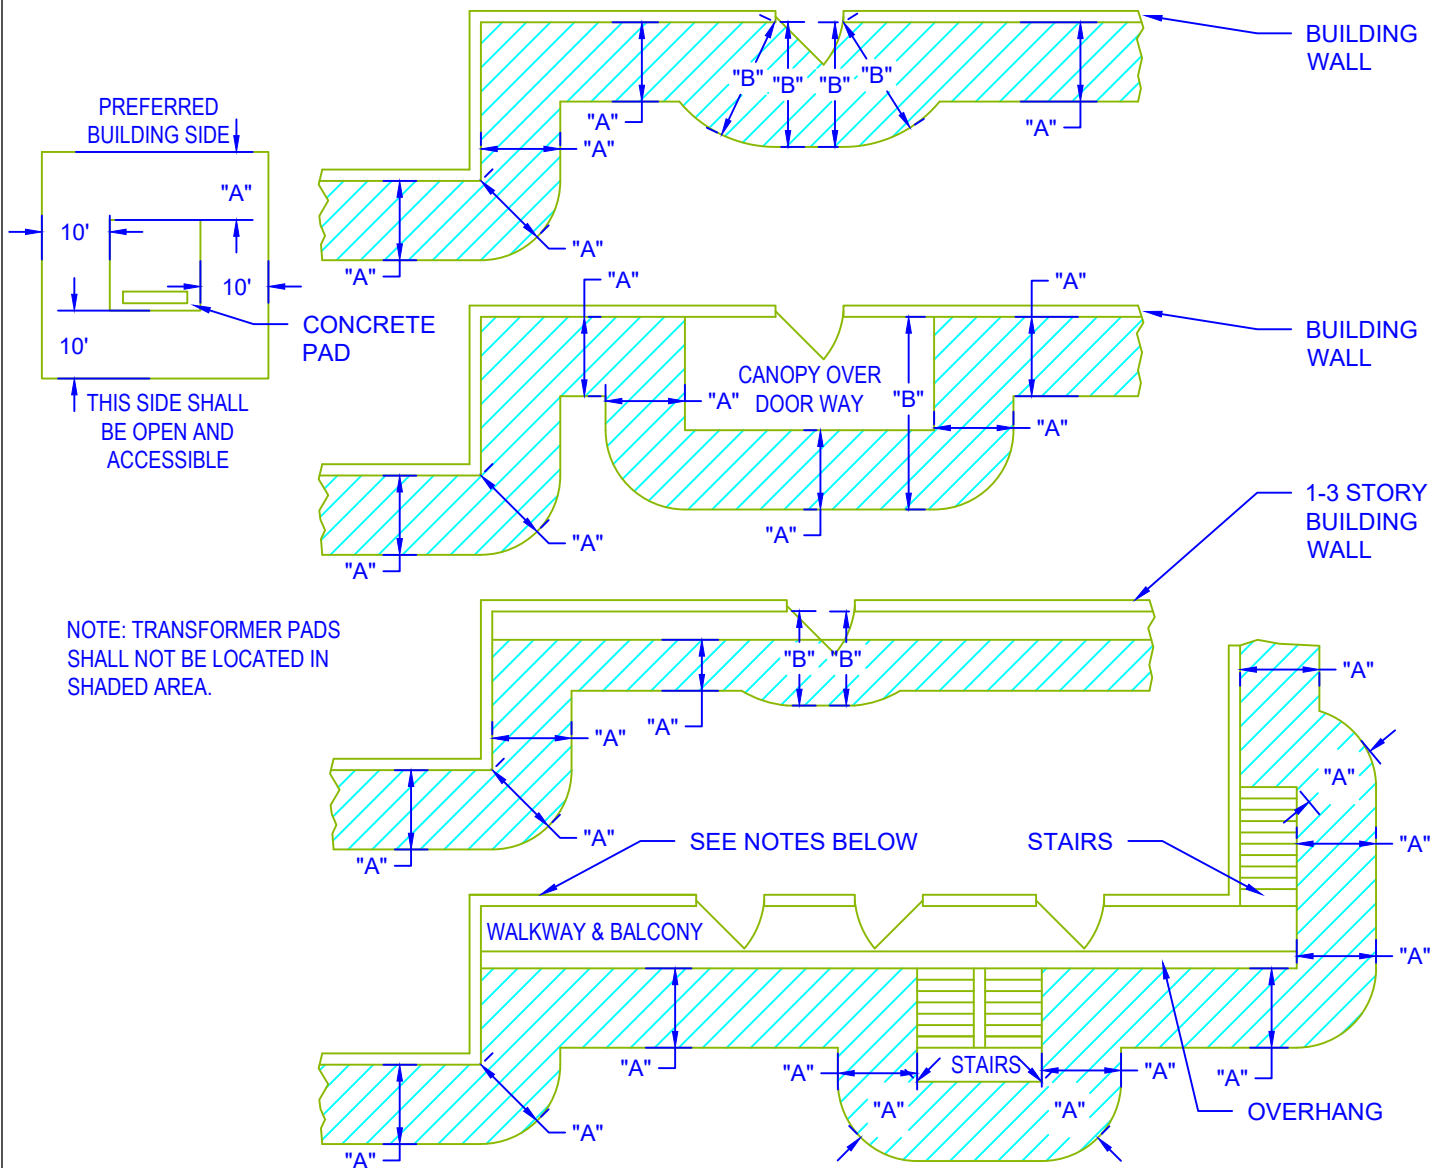 BUILDING
WALL
"B"
"B"
"B"
"B"
"A"
"A"
"A"
"A"
"A"
PREFERRED
BUILDING SIDE
"A"
10'
10'
10'
CONCRETE
PAD
THIS SIDE SHALL
BE OPEN AND
ACCESSIBLE
"A"
"A"
BUILDING
WALL
CANOPY OVER
DOOR WAY
"A"
"B"
"A"
"A"
"A"
"A"
1-3 STORY
BUILDING
WALL
NOTE: TRANSFORMER PADS
SHALL NOT BE LOCATED IN
SHADED AREA.
"B"
"B"
"A"
"A"
"A"
"A"
"A"
"A"
"A"
"A"
SEE NOTES BELOW
STAIRS
WALKWAY & BALCONY
"A"
"A"
STAIRS
"A"
"A"
"A"
"A"
OVERHANG
"A"
"A"